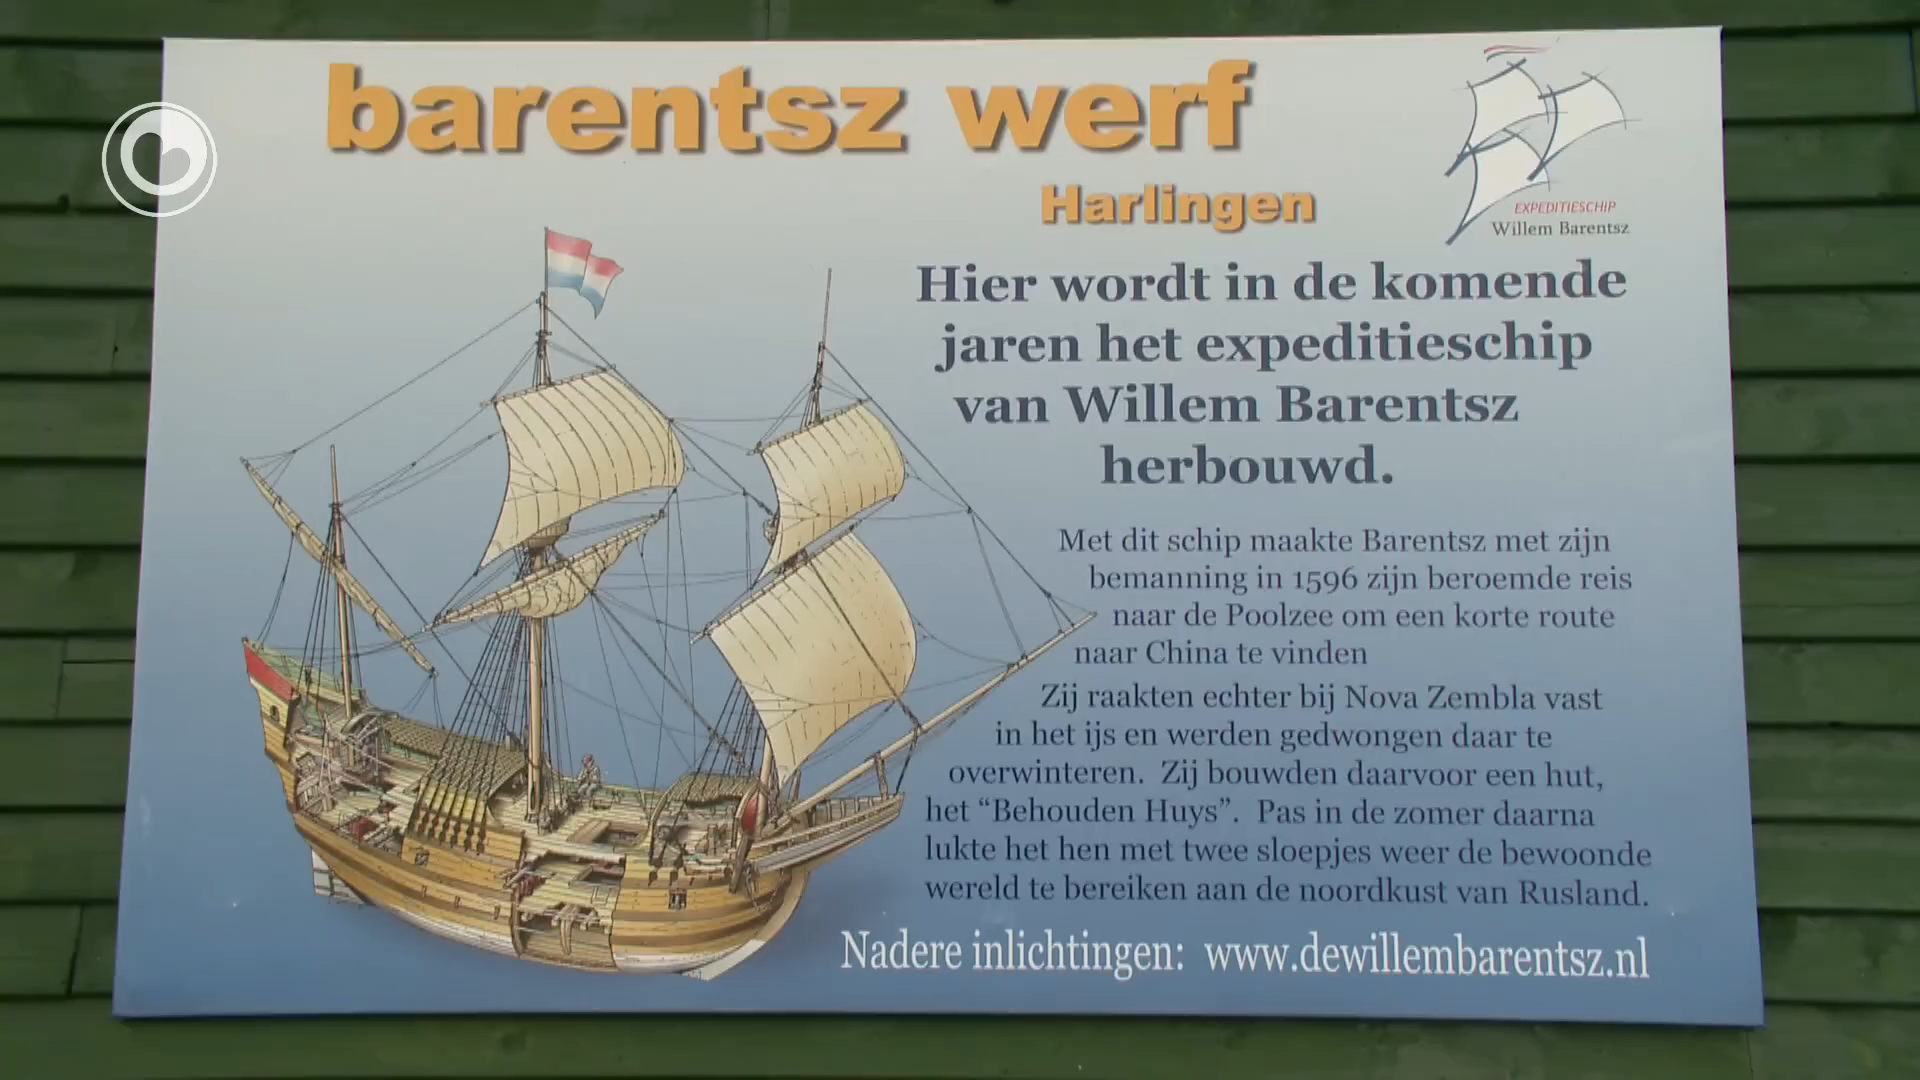 barentsz werf
Harlingen
EXPEDITIESCHIP
Willem Barentsz
Hier wordt in de komende
jaren het expeditieschip
van Willem Barentsz
herbouwd.
Met dit schip maakte Barentsz met zijn
bemanning in 1596 zijn beroemde reis
naar de Poolzee om een korte route
naar China te vinden
Zij raakten echter bij Nova Zembla vast
in het ijs en werden gedwongen daar te
overwinteren. Zij bouwden daarvoor een hut,
het “Behouden Huys”. Pas in de zomer daarna
lukte het hen met twee sloepjes weer de bewoonde
wereld te bereiken aan de noordkust van Rusland.
Nadere inlichtingen: www.dewillembarentsz.nl